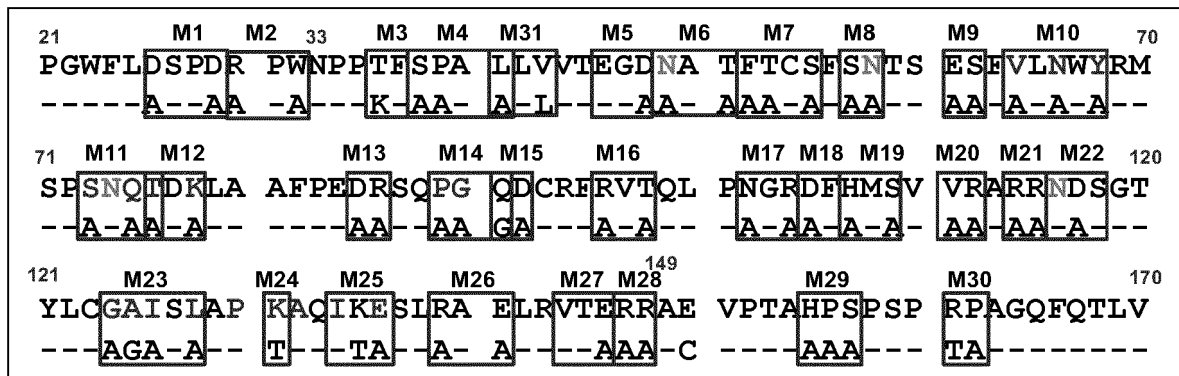 M1 M2 M3 M4 M31 M5 M6 M7 M8 M9 M10
21 33 70
PGWFLDSPDR PWNPPTFSPA LLVVTEGDNA TFTCSFSNTS ESFVLNWYRM
-----A--AA -A---K-AA- A-L--A-AA- AAA-A-AA-- AA-A-A-A--
M11 M12 M13 M14 M15 M16 M17 M18 M19 M20 M21 M22
71 120
SPSNQTDKLA AFPEDRSQPG QDCRFRVTQL PNGRDFHMSV VRARRNDSGT
--A-AA-A-- ----AA--AA GA---A-A-- -A-AAAA-A- AA-AA-A---
M23 M24 M25 M26 M27 M28 M29 M30
121 149 170
YLCGAISLAP KAQIKESLRA ELRVTERRAE VPTAHPSPSP RPAGQFQTLV
---AGA-A-- T---TA--A- A----AAA-C ----AAA--- TA--------